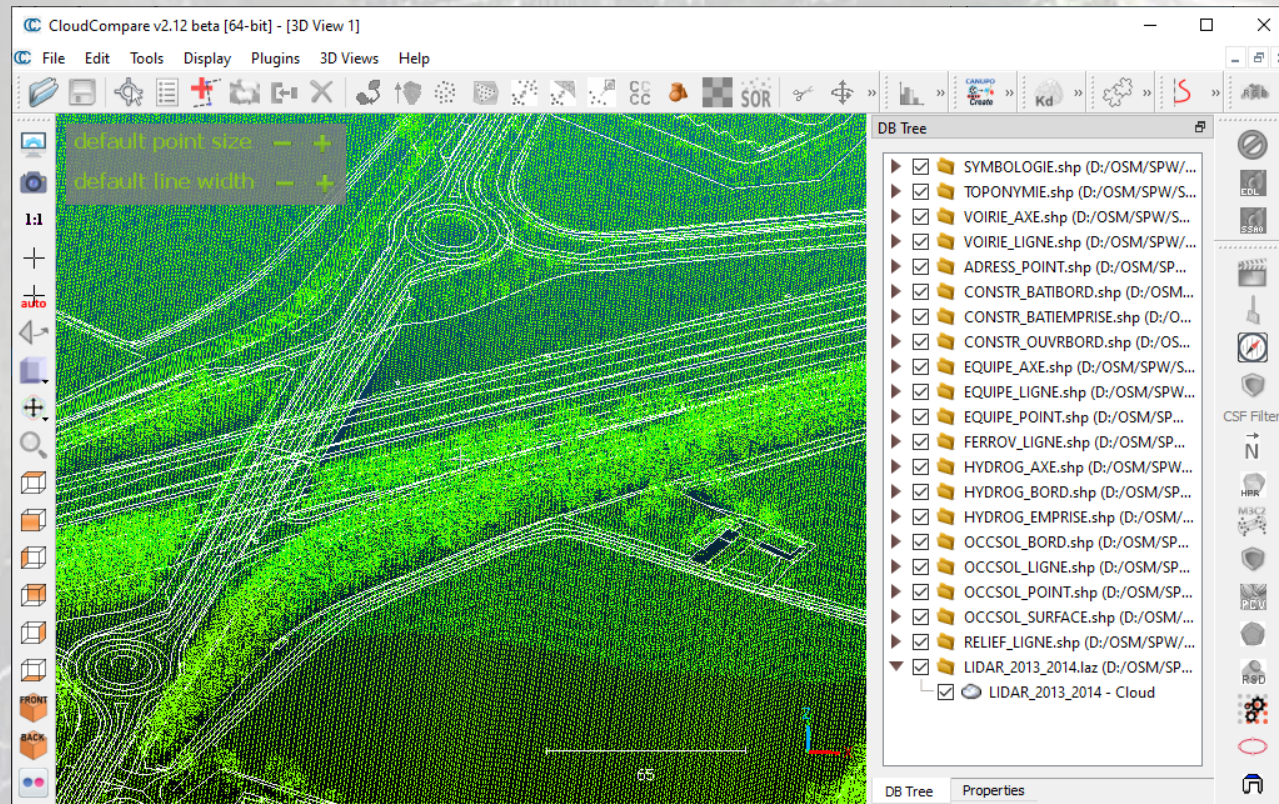 CloudCompare v2.12 beta [64-bit] - [3D View 1]
File Edit Tools Display Plugins 3D Views Help
CC
CC
SOR
CANUPO
Create
Kd
default point size
default line width
1:1
auto
FRONT
BACK
65
Z
DB Tree
SYMBOLOGIE.shp (D:/OSM/SPW/...
TOPONYMIE.shp (D:/OSM/SPW/S...
VOIRIE_AXE.shp (D:/OSM/SPW/S...
VOIRIE_LIGNE.shp (D:/OSM/SPW/...
ADRESS_POINT.shp (D:/OSM/SP...
CONSTR_BATIBORD.shp (D:/OSM...
CONSTR_BATIEMPRISE.shp (D:/O...
CONSTR_OUVRBORD.shp (D:/OS...
EQUIPE_AXE.shp (D:/OSM/SPW/S...
EQUIPE_LIGNE.shp (D:/OSM/SPW...
EQUIPE_POINT.shp (D:/OSM/SP...
FERROV_LIGNE.shp (D:/OSM/SP...
HYDROG_AXE.shp (D:/OSM/SPW...
HYDROG_BORD.shp (D:/OSM/SP...
HYDROG_EMPRISE.shp (D:/OSM/...
OCCSOL_BORD.shp (D:/OSM/SP...
OCCSOL_LIGNE.shp (D:/OSM/SP...
OCCSOL_POINT.shp (D:/OSM/SP...
OCCSOL_SURFACE.shp (D:/OSM/...
RELIEF_LIGNE.shp (D:/OSM/SPW/...
LIDAR_2013_2014.laz (D:/OSM/SP...
LIDAR_2013_2014 - Cloud
DB Tree Properties
EDL
SSAO
CSF Filter
N
HPR
M3C2
PCV
RSD